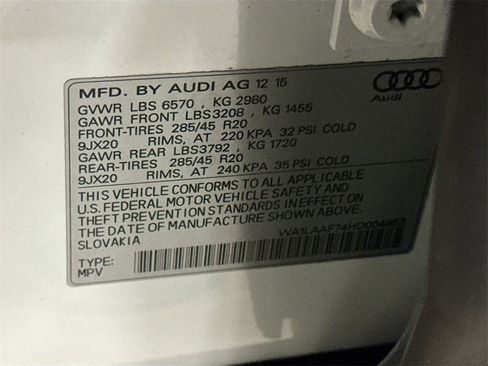 MFD. BY AUDI AG 12 15
Audi
GVWR LBS 6570 , KG 2980
GAWR FRONT LBS3208 , KG 1455
FRONT-TIRES 285/45 R20
9JX20 RIMS, AT 220 KPA 32 PSI COLD
GAWR REAR LBS3792 , KG 1720
REAR-TIRES 285/45 R20
9JX20 RIMS, AT 240 KPA 35 PSI COLD
THIS VEHICLE CONFORMS TO ALL APPLICABLE
U.S. FEDERAL MOTOR VEHICLE SAFETY AND
THEFT PREVENTION STANDARDS IN EFFECT ON
THE DATE OF MANUFACTURE SHOWN ABOVE.
SLOVAKIA
TYPE:
MPV